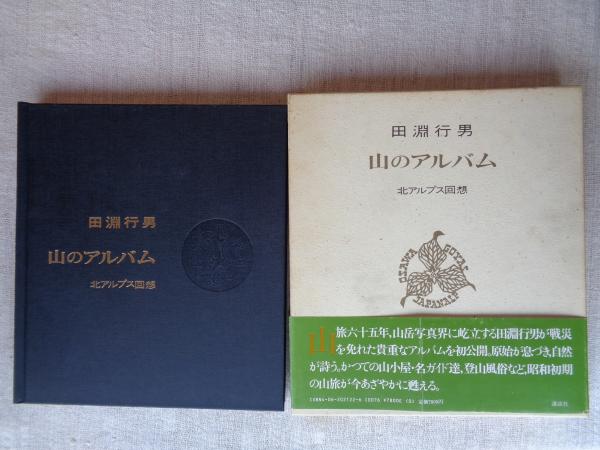 田淵行男
山のアルバム
北アルプス回想
田淵行男
山のアルバム
北アルプス回想
OZAWA GOYA
JAPANALP
山旅六十五年、山岳写真界に屹立する田淵行男が戦災
を免れた貴重なアルバムを初公開。原始が息づき、自然
が詩う。かつての山小屋・名ガイド達、登山風俗など、昭和初期
の山旅が今あざやかに甦える。
講談社